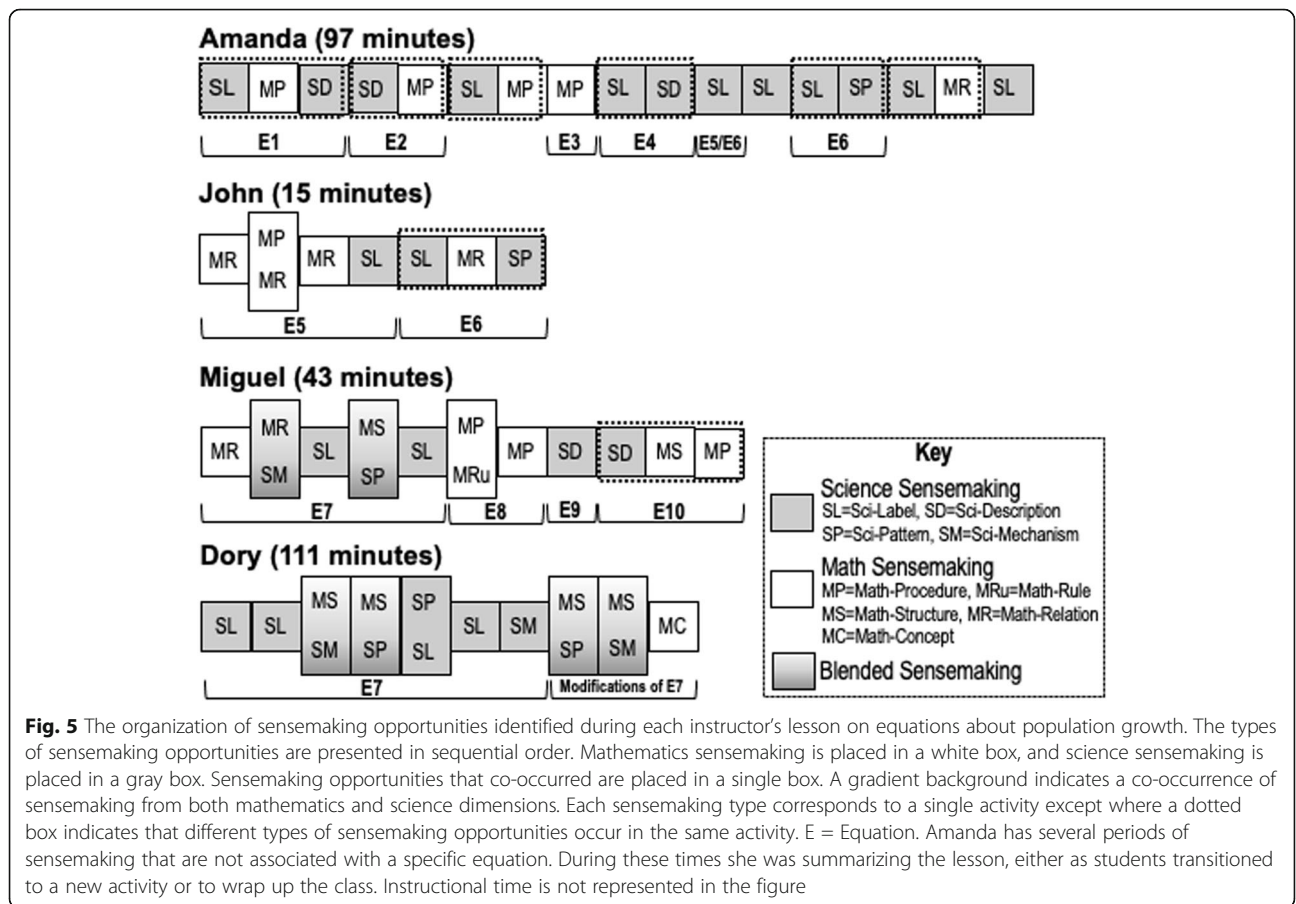 Amanda (97 minutes)
SL MP SD SD MP SL MP MP SL SD SL SL SL SP SL MR SL
E1 E2 E3 E4 E5/E6 E6
John (15 minutes)
MR MP MR MR SL SL MR SP
E5 E6
Miguel (43 minutes)
MR MR SM SL MS SP SL MP MRu MP SD SD MS MP
E7 E8 E9 E10
Dory (111 minutes)
SL SL MS SM MS SP SP SL SL SM MS SP MS SM MC
E7 Modifications of E7
Key
Science Sensemaking
SL=Sci-Label, SD=Sci-Description
SP=Sci-Pattern, SM=Sci-Mechanism
Math Sensemaking
MP=Math-Procedure, MRu=Math-Rule
MS=Math-Structure, MR=Math-Relation
MC=Math-Concept
Blended Sensemaking
Fig. 5 The organization of sensemaking opportunities identified during each instructor's lesson on equations about population growth. The types
of sensemaking opportunities are presented in sequential order. Mathematics sensemaking is placed in a white box, and science sensemaking is
placed in a gray box. Sensemaking opportunities that co-occurred are placed in a single box. A gradient background indicates a co-occurrence of
sensemaking from both mathematics and science dimensions. Each sensemaking type corresponds to a single activity except where a dotted
box indicates that different types of sensemaking opportunities occur in the same activity. E = Equation. Amanda has several periods of
sensemaking that are not associated with a specific equation. During these times she was summarizing the lesson, either as students transitioned
to a new activity or to wrap up the class. Instructional time is not represented in the figure